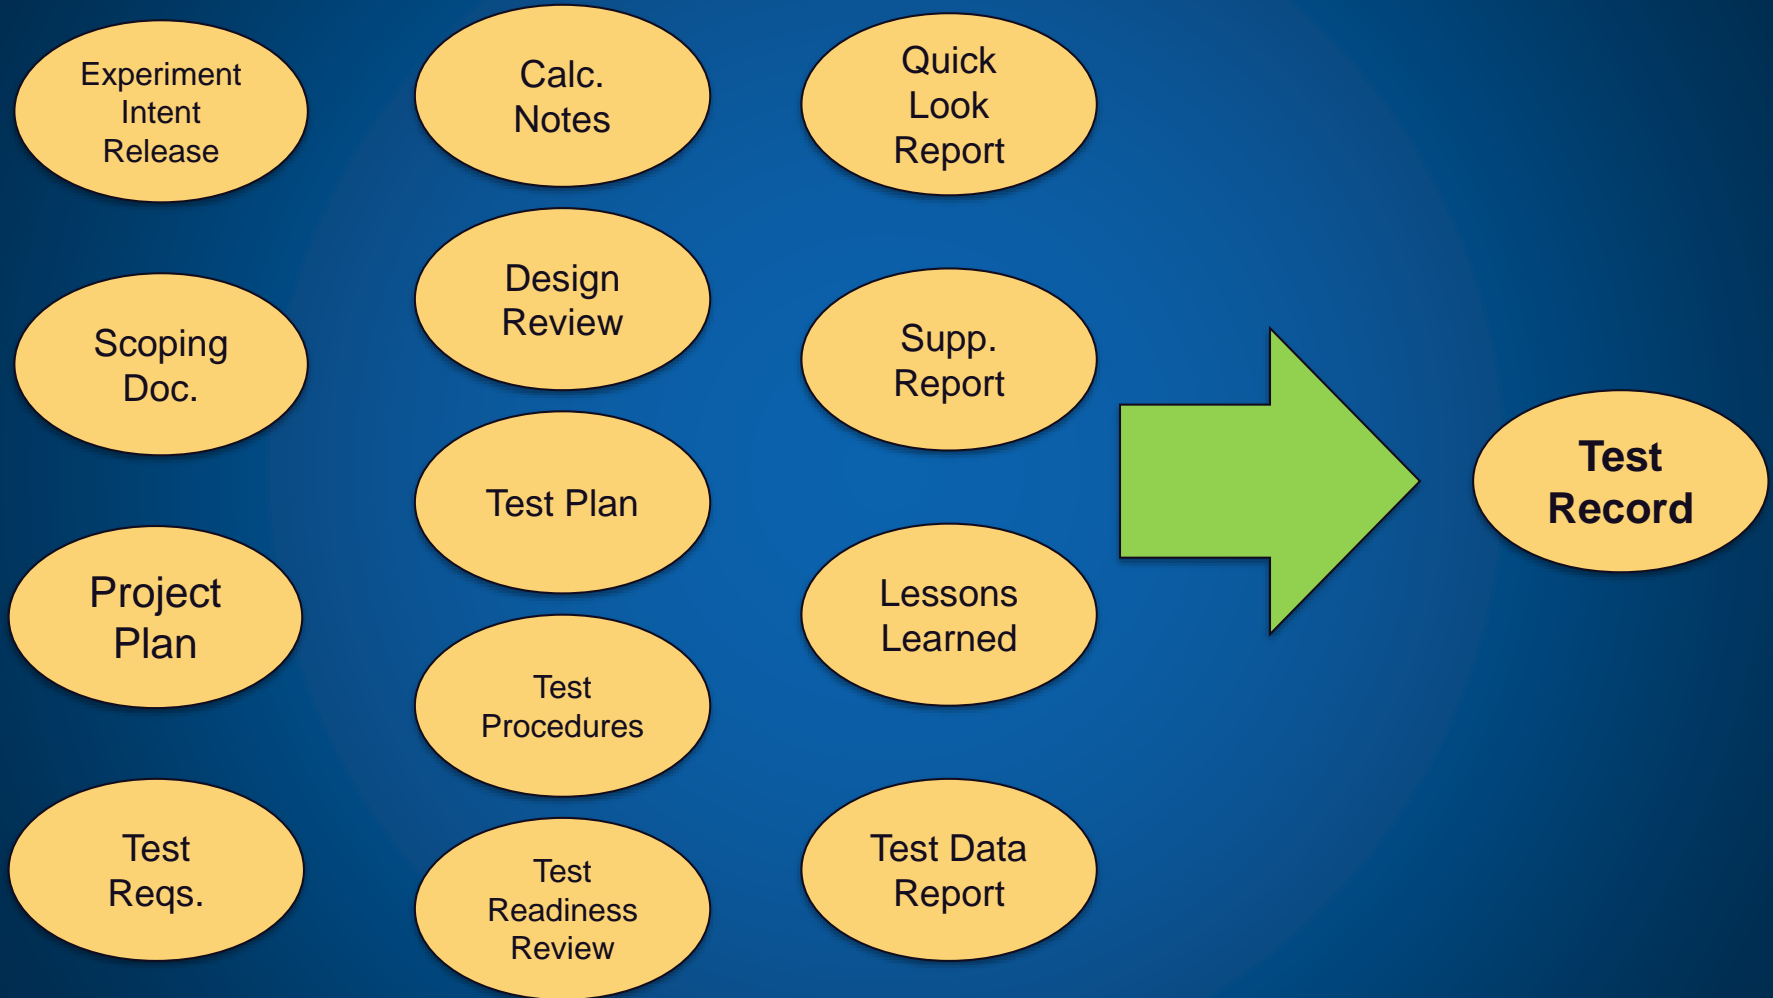 Experiment
Intent
Release
Scoping
Doc.
Project
Plan
Test
Reqs.
Calc.
Notes
Design
Review
Test Plan
Test
Procedures
Test
Readiness
Review
Quick
Look
Report
Supp.
Report
Lessons
Learned
Test Data
Report
Test
Record